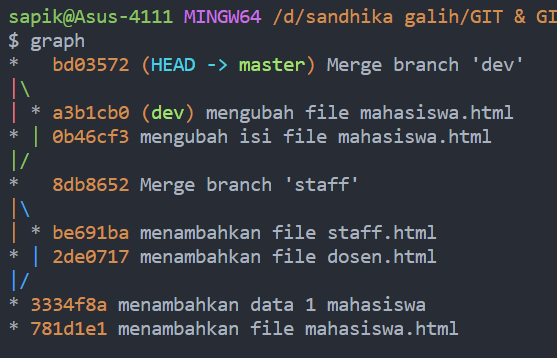 sapik@Asus-4111 MINGW64 /d/sandhika galih/GIT & GI
$ graph
*   bd03572 (HEAD -> master) Merge branch 'dev'
|\
| * a3b1cb0 (dev) mengubah file mahasiswa.html
* | 0b46cf3 mengubah isi file mahasiswa.html
|/
*   8db8652 Merge branch 'staff'
|\
| * be691ba menambahkan file staff.html
* | 2de0717 menambahkan file dosen.html
|/
* 3334f8a menambahkan data 1 mahasiswa
* 781d1e1 menambahkan file mahasiswa.html